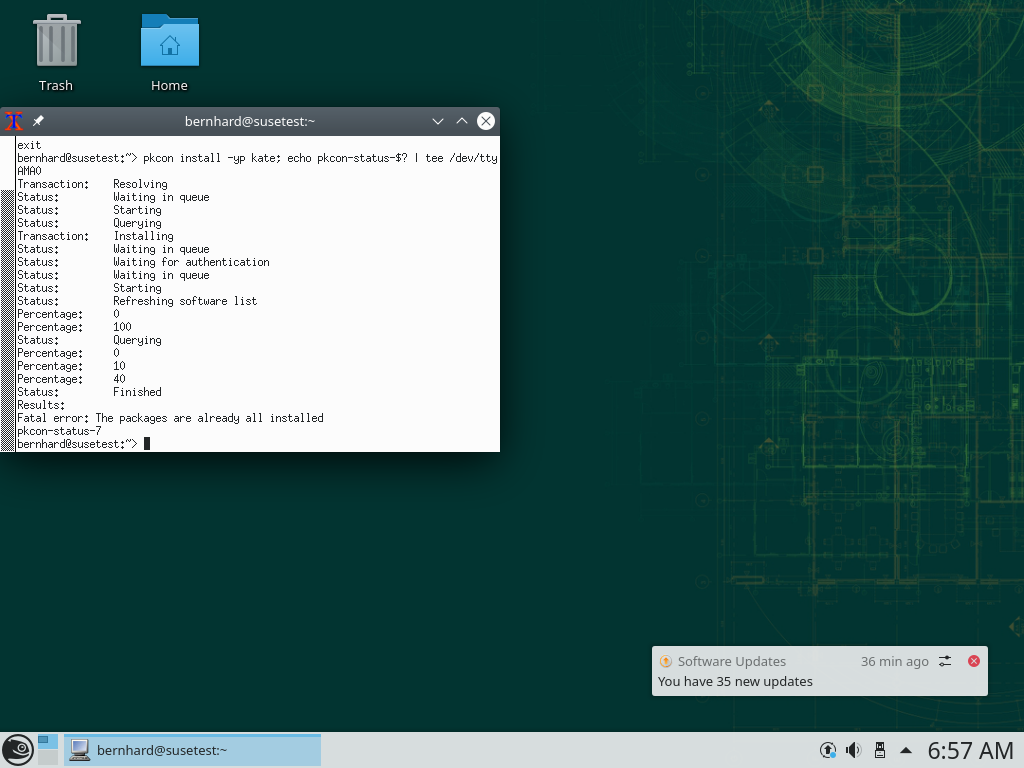 Trash
Home
bernhard@susetest:~
exit
bernhard@susetest:~> pkcon install -yp kate; echo pkcon-status-$? | tee /dev/tty
AMA0
Transaction: Resolving
Status: Waiting in queue
Status: Starting
Status: Querying
Transaction: Installing
Status: Waiting in queue
Status: Waiting for authentication
Status: Waiting in queue
Status: Starting
Status: Refreshing software list
Percentage: 0
Percentage: 100
Status: Querying
Percentage: 0
Percentage: 10
Percentage: 40
Status: Finished
Results:
Fatal error: The packages are already all installed
pkcon-status-7
bernhard@susetest:~>
Software Updates 36 min ago
You have 35 new updates
bernhard@susetest:~
6:57 AM